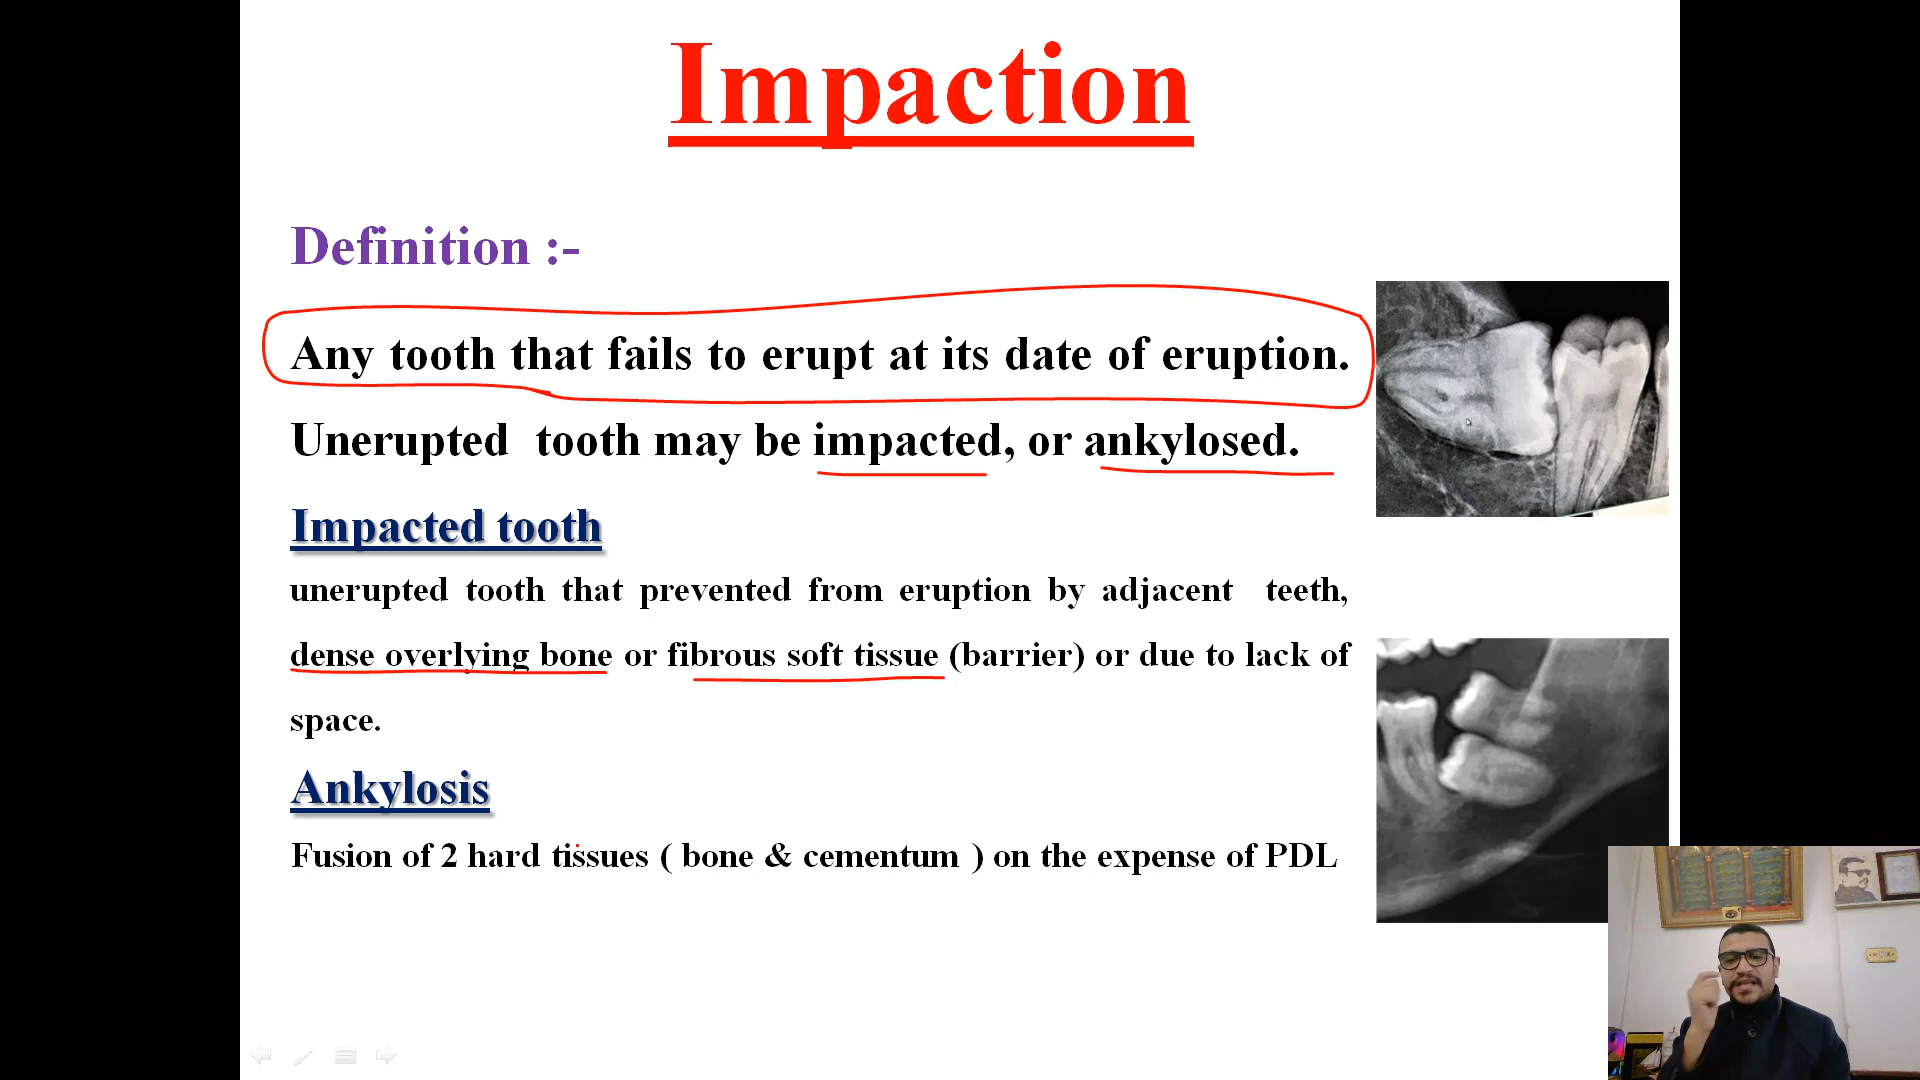 Impaction
Definition :-
Any tooth that fails to erupt at its date of eruption.
Unerupted tooth may be impacted, or ankylosed.
Impacted tooth
unerupted tooth that prevented from eruption by adjacent teeth,
dense overlying bone or fibrous soft tissue (barrier) or due to lack of
space.
Ankylosis
Fusion of 2 hard tissues ( bone & cementum ) on the expense of PDL